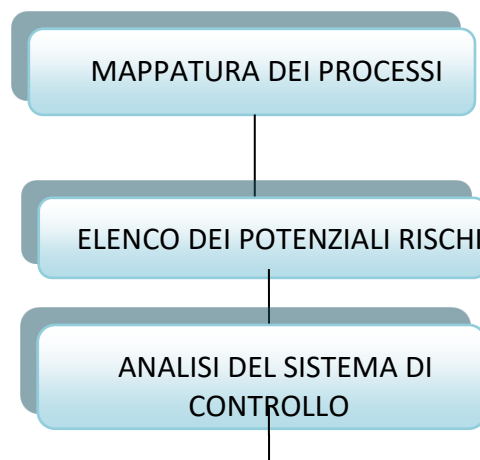 MAPPATURA DEI PROCESSI
ELENCO DEI POTENZIALI RISCHI
ANALISI DEL SISTEMA DI
CONTROLLO